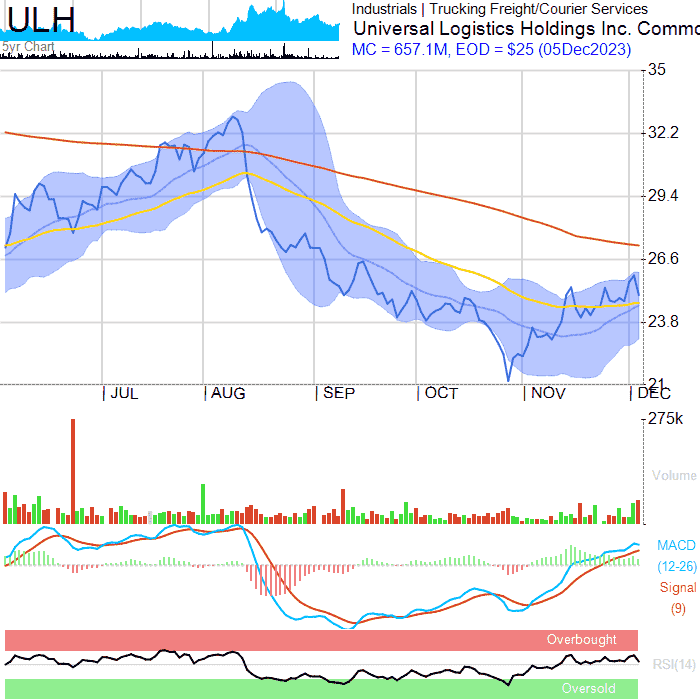 ULH
5yr Chart
Industrials | Trucking Freight/Courier Services
Universal Logistics Holdings Inc. Commo
MC = 657.1M, EOD = $25 (05Dec2023)
35
32.2
29.4
26.6
23.8
21
JUL AUG SEP OCT NOV DEC
275k
Volume
MACD
(12-26)
Signal
(9)
Overbought
RSI(14)
Oversold